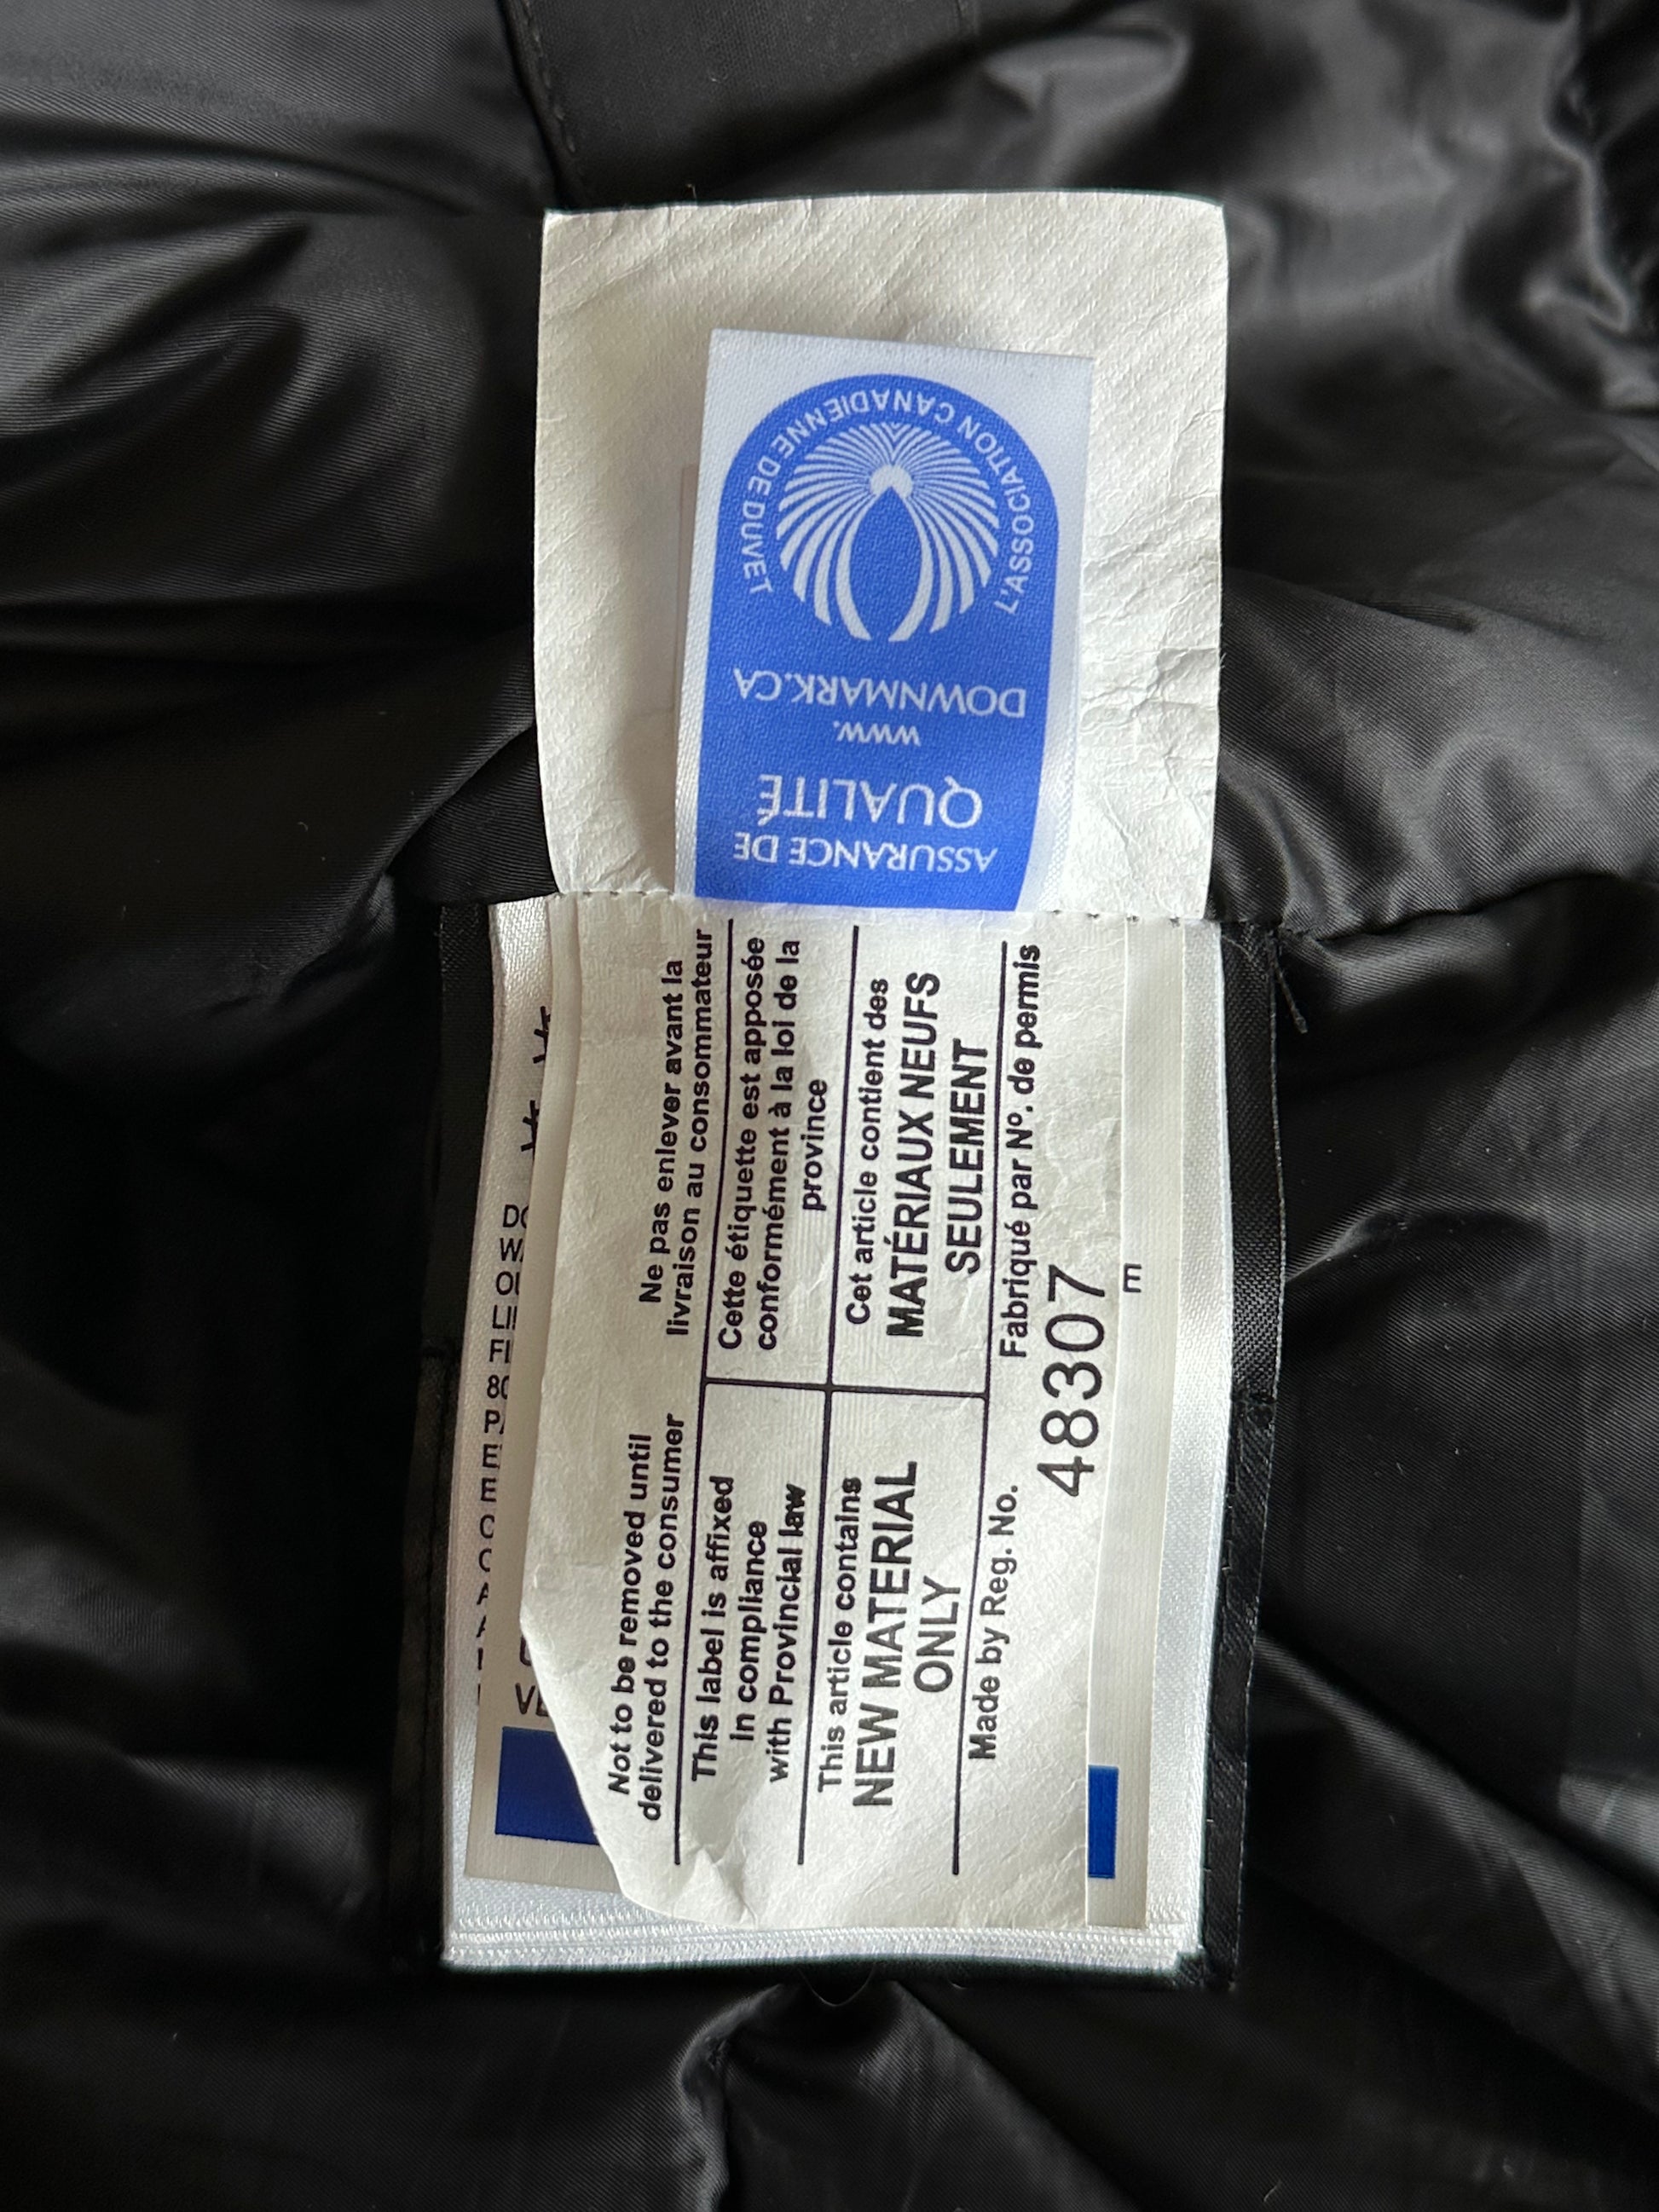 L'ASSOCIATION CANADIENNE DE DUVET
WWW.
DOWNMARK.CA
ASSURANCE DE
QUALITÉ
Not to be removed until
delivered to the consumer
Ne pas enlever avant la
livraison au consommateur
This label is affixed
in compliance
with Provincial law
Cette étiquette est apposée
conformément à la loi de la
province
This article contains
NEW MATERIAL
ONLY
Cet article contient des
MATÉRIAUX NEUFS
SEULEMENT
Made by Reg. No.
Fabriqué par Nº. de permis
48307
E